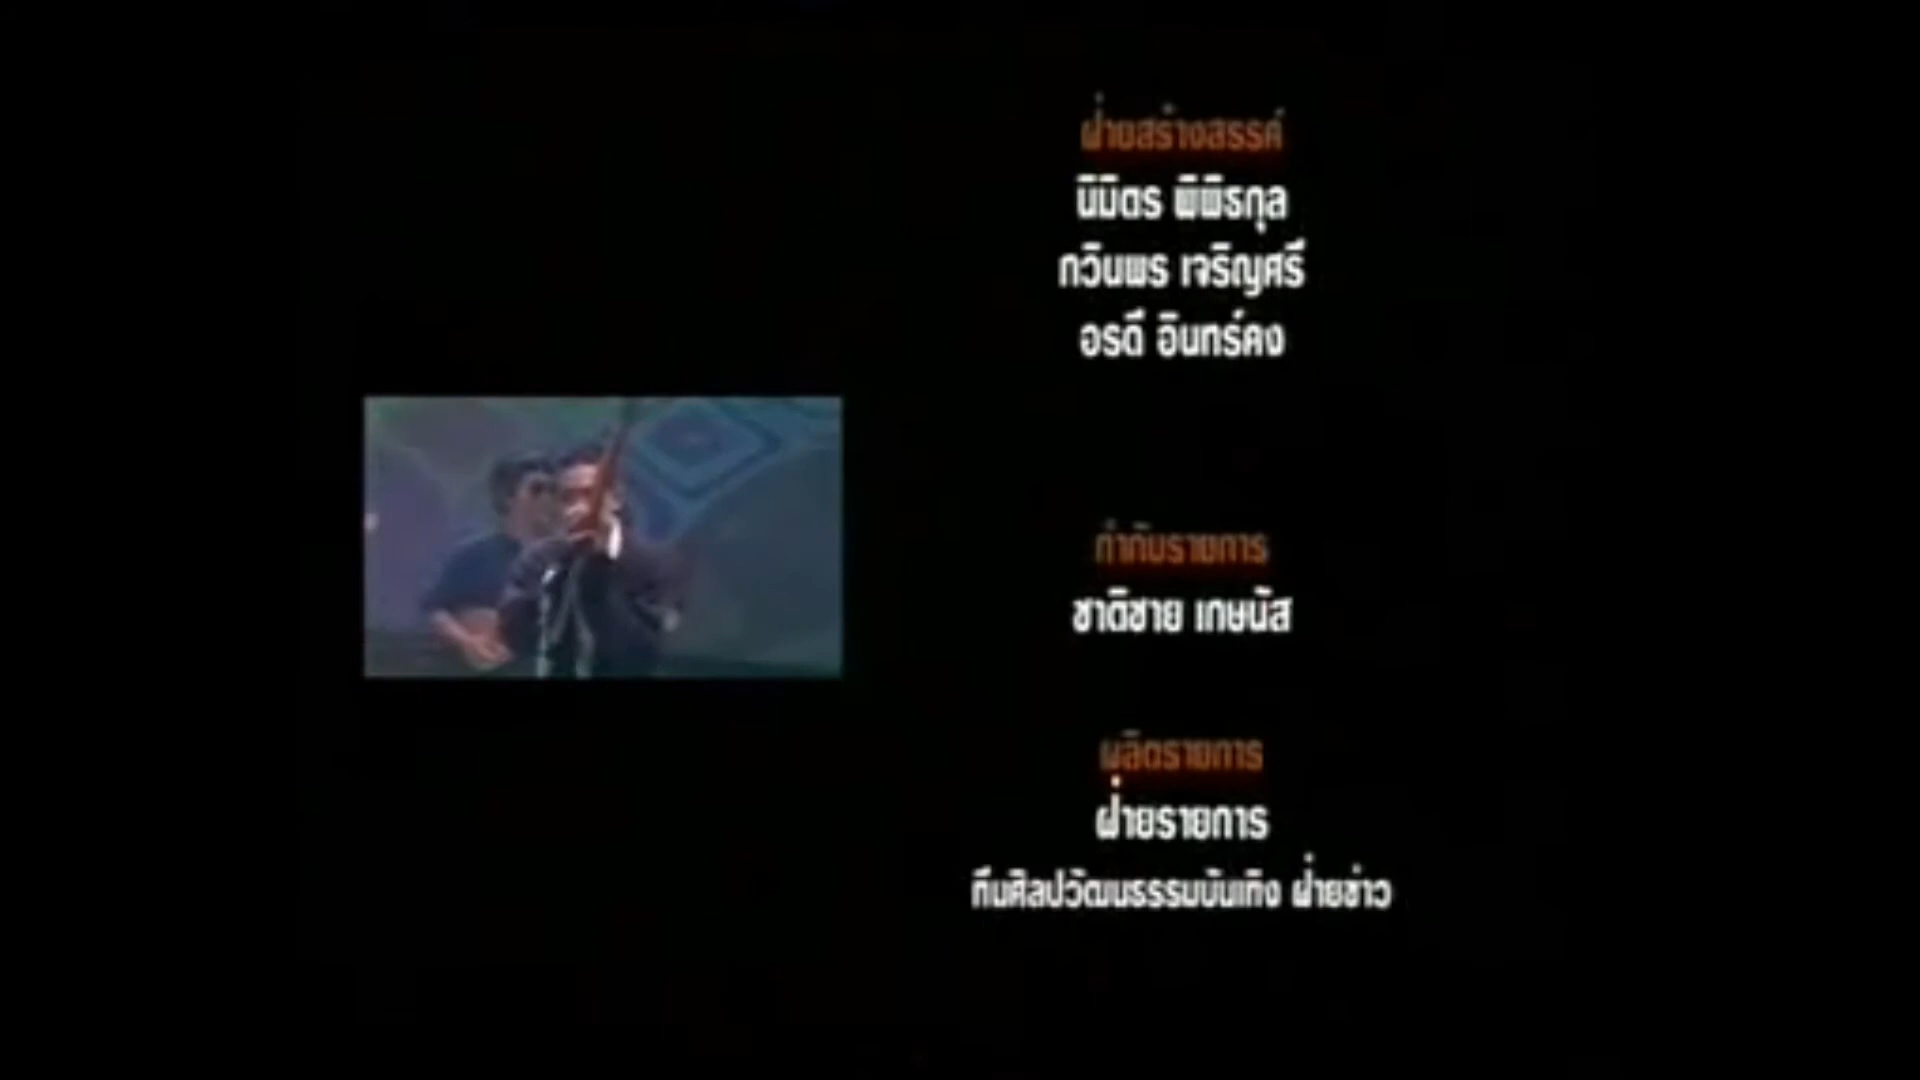 ฝ่ายสร้างสรรค์
นิมิตร พิพิธกุล
กวินพร เจริญศรี
อรดี อินทร์คง
กำกับรายการ
ชาติชาย เกษนัส
ผลิตรายการ
ฝ่ายรายการ
ทีมศิลปวัฒนธรรมบันเทิง ฝ่ายข่าว